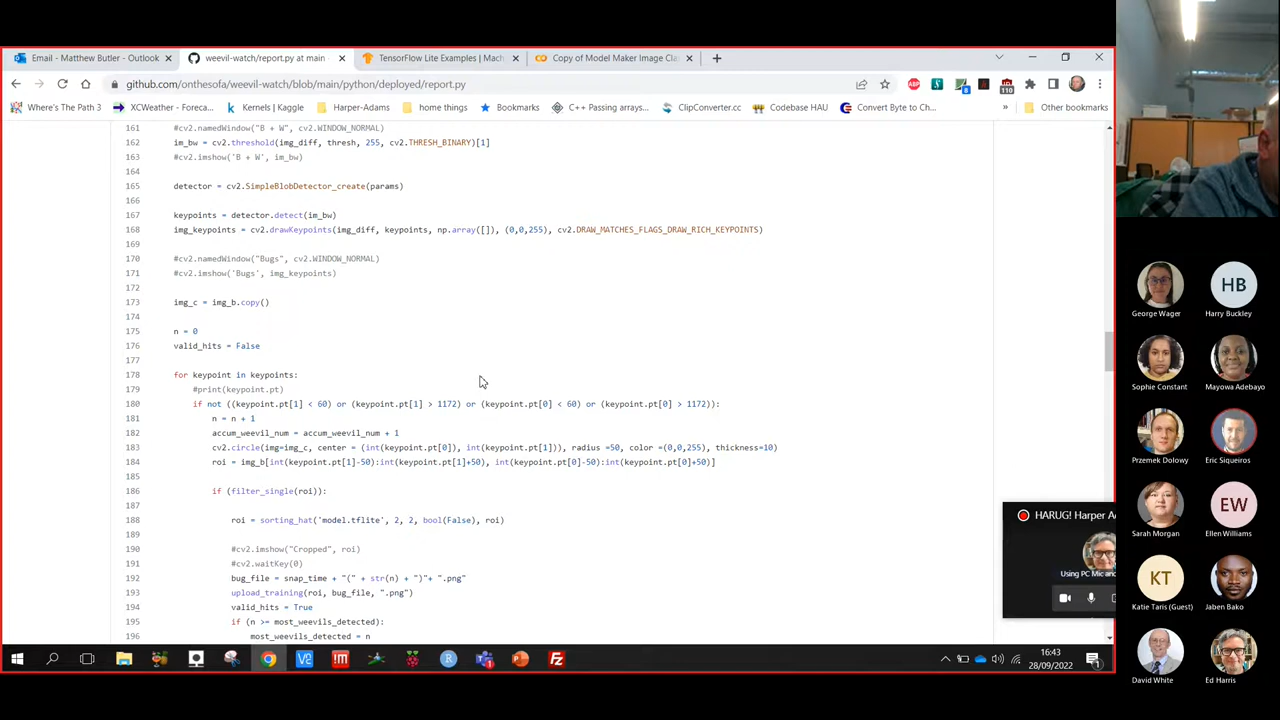 Email - Matthew Butler - Outlook
weevil-watch/report.py at main
TensorFlow Lite Examples | Mach
Copy of Model Maker Image Cla
github.com/onthesofa/weevil-watch/blob/main/python/deployed/report.py
Where's The Path 3
XCWeather - Foreca...
Kernels | Kaggle
Harper-Adams
home things
Bookmarks
C++ Passing arrays...
ClipConverter.cc
Codebase HAU
Convert Byte to Ch...
»
Other bookmarks
161 #cv2.namedWindow("B + W", cv2.WINDOW_NORMAL)
162 im_bw = cv2.threshold(img_diff, thresh, 255, cv2.THRESH_BINARY)[1]
163 #cv2.imshow('B + W', im_bw)
164
165 detector = cv2.SimpleBlobDetector_create(params)
166
167 keypoints = detector.detect(im_bw)
168 img_keypoints = cv2.drawKeypoints(img_diff, keypoints, np.array([]), (0,0,255), cv2.DRAW_MATCHES_FLAGS_DRAW_RICH_KEYPOINTS)
169
170 #cv2.namedWindow("Bugs", cv2.WINDOW_NORMAL)
171 #cv2.imshow('Bugs', img_keypoints)
172
173 img_c = img_b.copy()
174
175 n = 0
176 valid_hits = False
177
178 for keypoint in keypoints:
179 #print(keypoint.pt)
180 if not ((keypoint.pt[1] < 60) or (keypoint.pt[1] > 1172) or (keypoint.pt[0] < 60) or (keypoint.pt[0] > 1172)):
181 n = n + 1
182 accum_weevil_num = accum_weevil_num + 1
183 cv2.circle(img=img_c, center = (int(keypoint.pt[0]), int(keypoint.pt[1])), radius =50, color =(0,0,255), thickness=10)
184 roi = img_b[int(keypoint.pt[1]-50):int(keypoint.pt[1]+50), int(keypoint.pt[0]-50):int(keypoint.pt[0]+50)]
185
186 if (filter_single(roi)):
187
188 roi = sorting_hat('model.tflite', 2, 2, bool(False), roi)
189
190 #cv2.imshow("Cropped", roi)
191 #cv2.waitKey(0)
192 bug_file = snap_time + "(" + str(n) + ")"+ ".png"
193 upload_training(roi, bug_file, ".png")
194 valid_hits = True
195 if (n >= most_weevils_detected):
196 most_weevils_detected = n
HARUG! Harper Ad
Using PC Mic and
16:43
28/09/2022
George Wager
HB
Harry Buckley
Sophie Constant
Mayowa Adebayo
Przemek Dolowy
Eric Siqueiros
Sarah Morgan
EW
Ellen Williams
KT
Katie Taris (Guest)
Jaben Bako
David White
Ed Harris